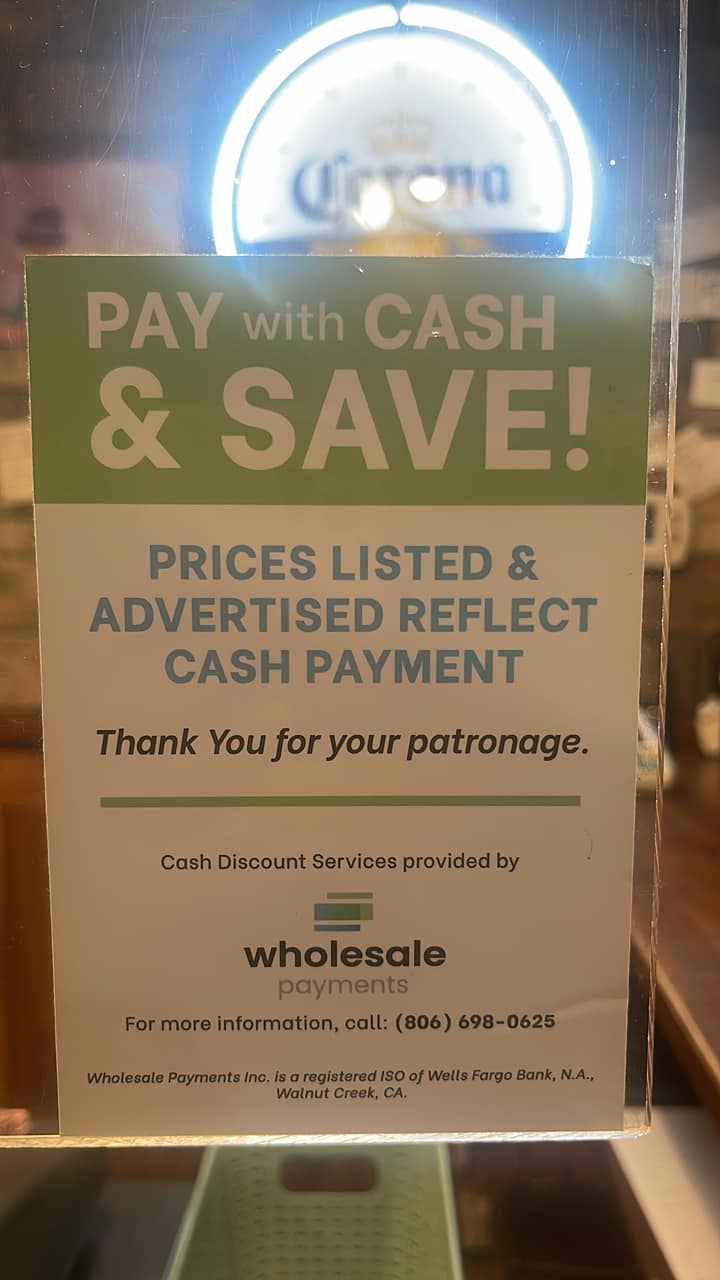 Corona
PAY with CASH
& SAVE!
PRICES LISTED &
ADVERTISED REFLECT
CASH PAYMENT
Thank You for your patronage.
Cash Discount Services provided by
wholesale
payments
For more information, call: (806) 698-0625
Wholesale Payments Inc. is a registered ISO of Wells Fargo Bank, N.A.,
Walnut Creek, CA.